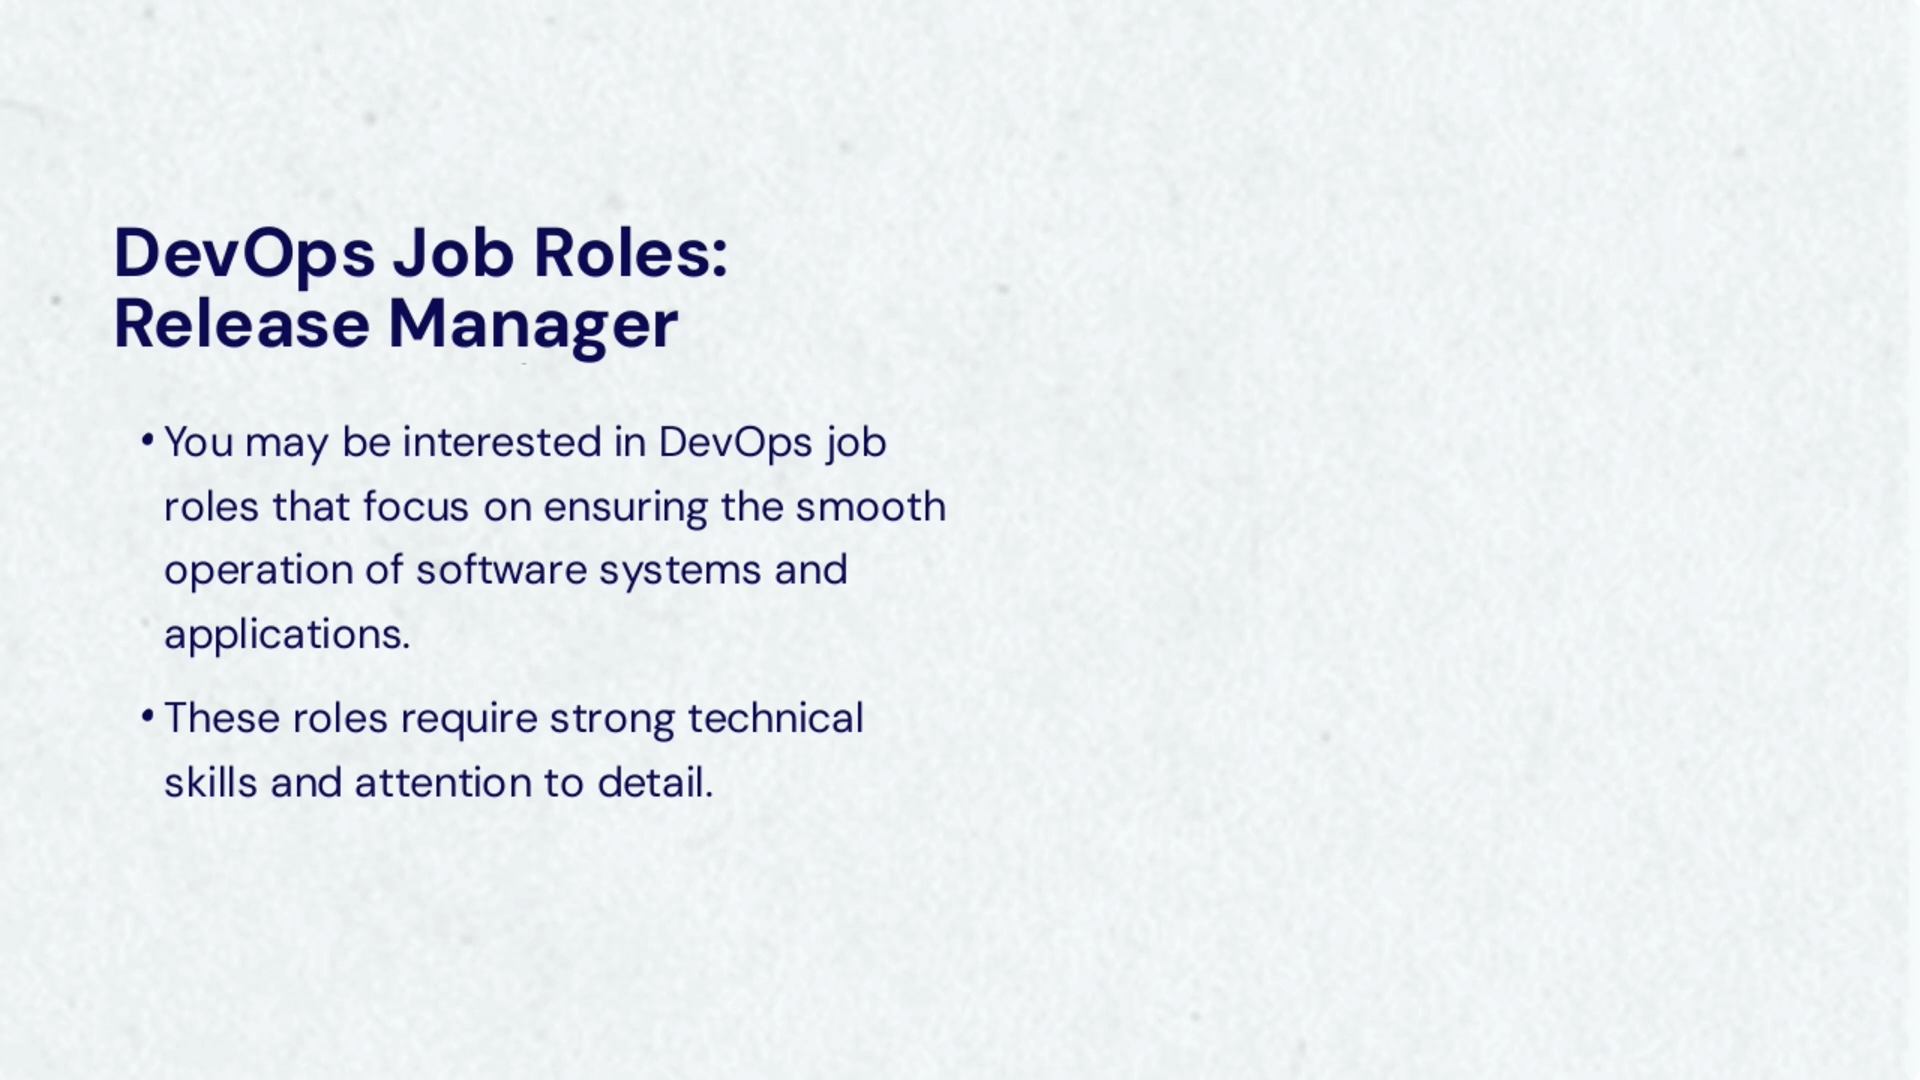 DevOps Job Roles:
Release Manager
• You may be interested in DevOps job
roles that focus on ensuring the smooth
operation of software systems and
applications.
• These roles require strong technical
skills and attention to detail.